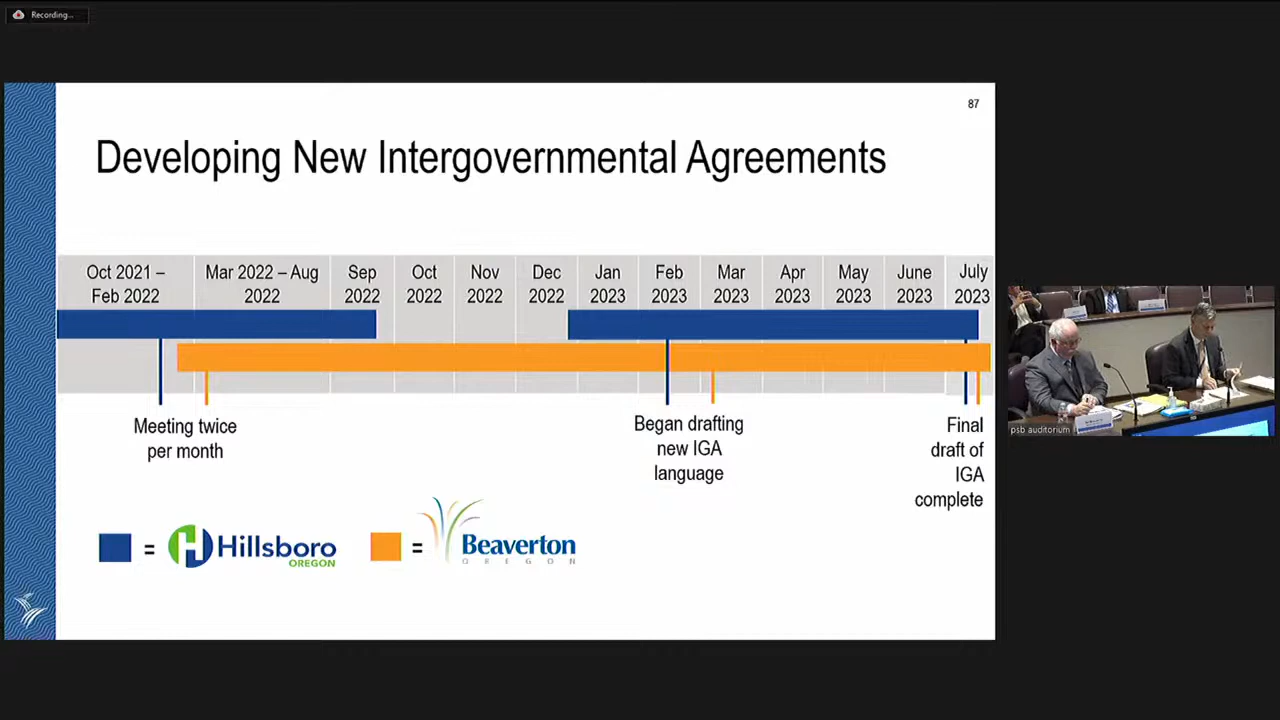 Recording...
87
Developing New Intergovernmental Agreements
Oct 2021 –
Feb 2022
Mar 2022 – Aug
2022
Sep
2022
Oct
2022
Nov
2022
Dec
2022
Jan
2023
Feb
2023
Mar
2023
Apr
2023
May
2023
June
2023
July
2023
Meeting twice
per month
Began drafting
new IGA
language
Final
draft of
IGA
complete
= Hillsboro
OREGON
= Beaverton
OREGON
psb auditorium